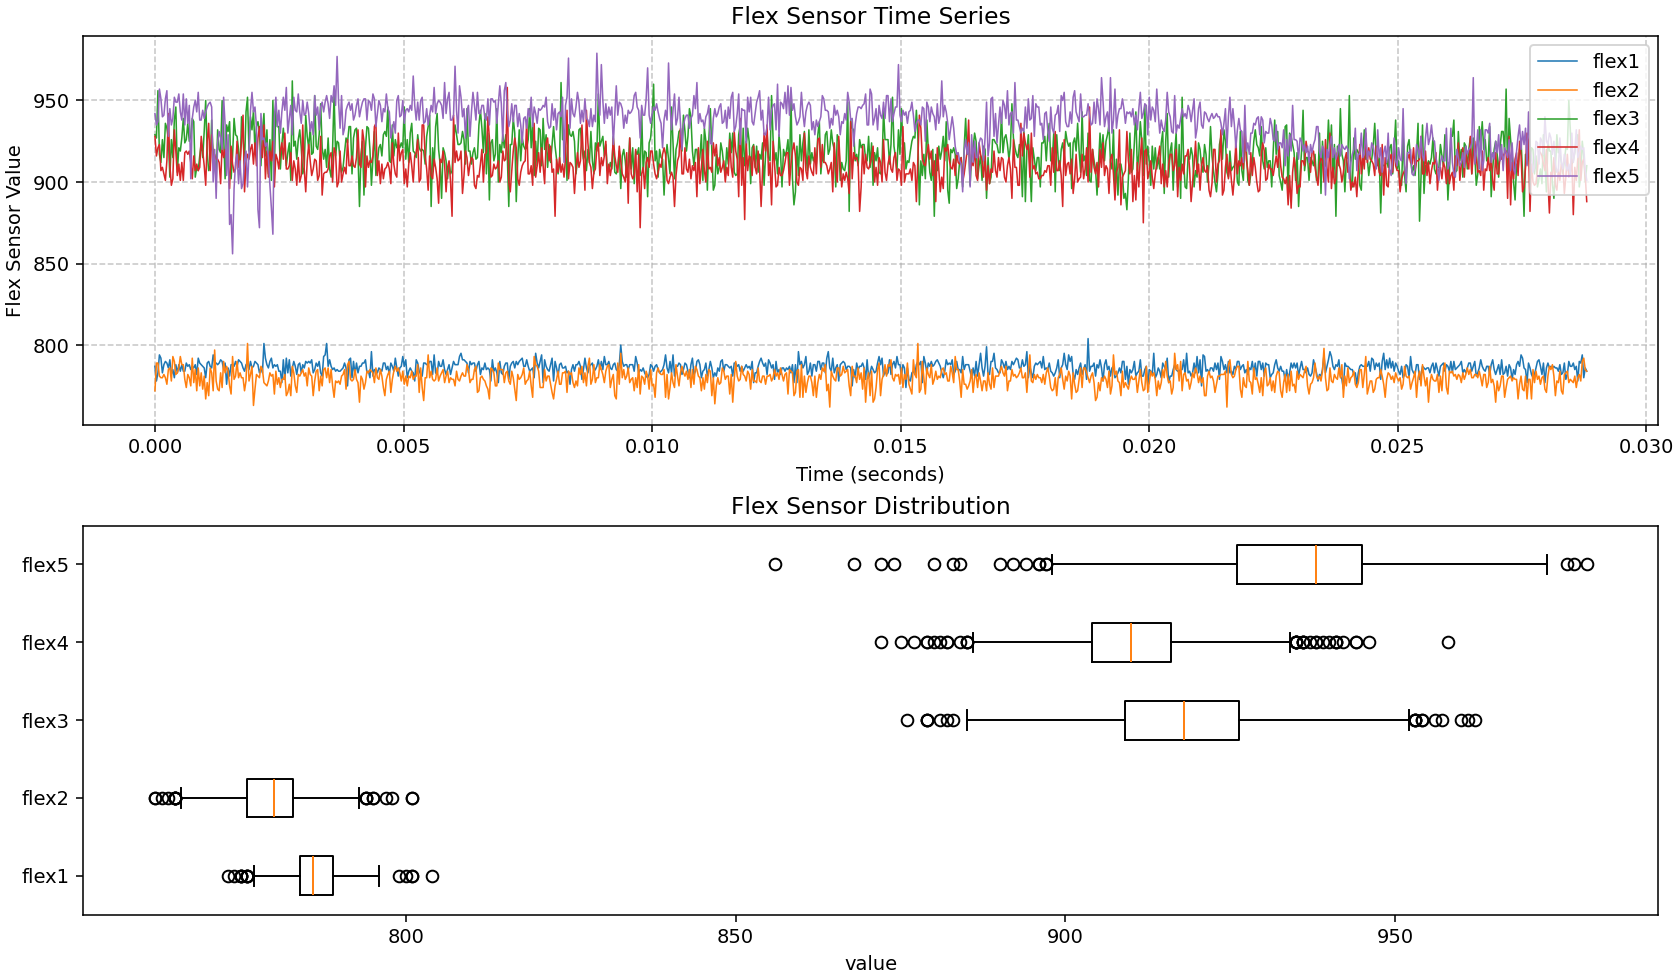 Flex Sensor Time Series
Flex Sensor Value
950
900
850
800
flex1
flex2
flex3
flex4
flex5
0.000 0.005 0.010 0.015 0.020 0.025 0.030
Time (seconds)
Flex Sensor Distribution
flex5
flex4
flex3
flex2
flex1
800 850 900 950
value